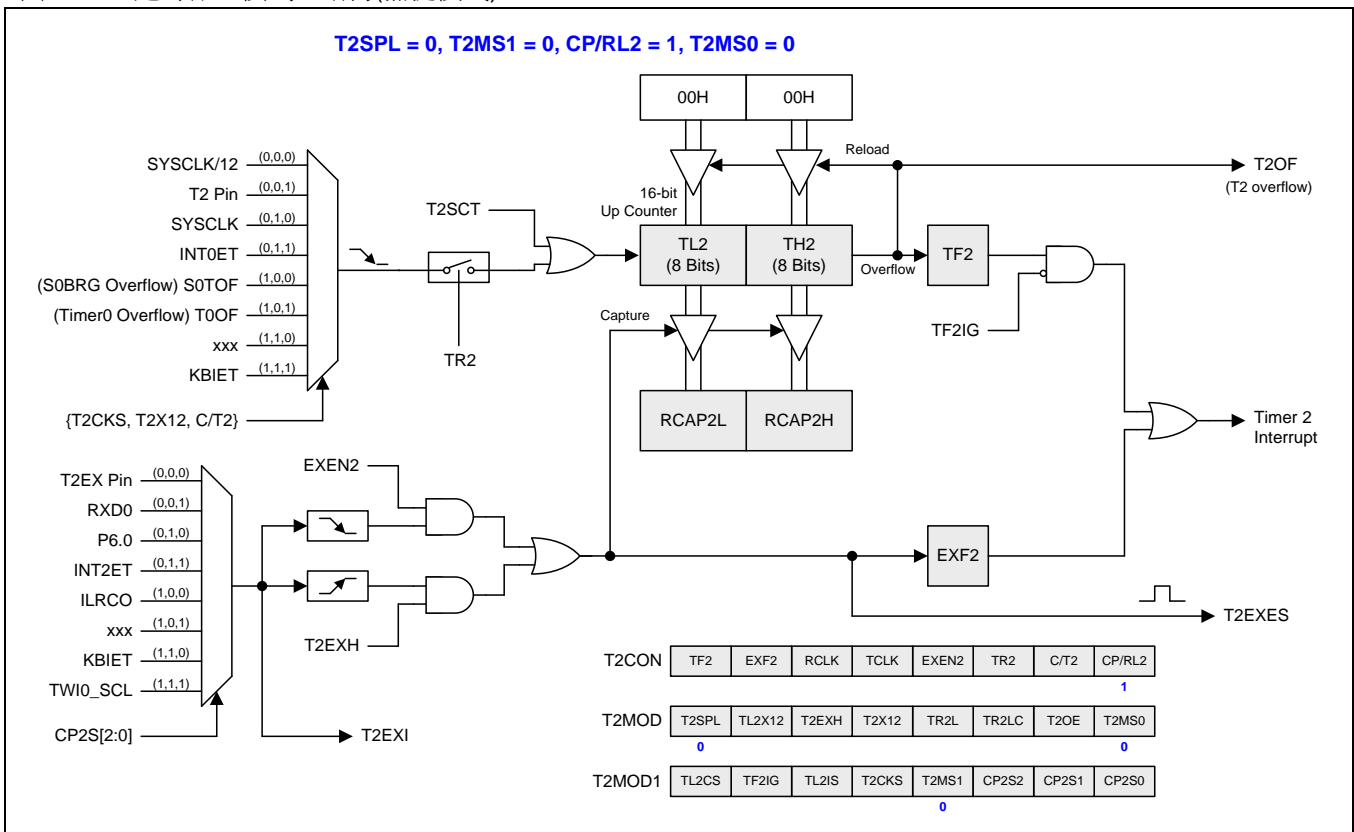 T2SPL = 0, T2MS1 = 0, CP/RL2 = 1, T2MS0 = 0
00H 00H
Reload
T2OF
(T2 overflow)
SYSCLK/12 (0,0,0)
T2 Pin (0,0,1)
SYSCLK (0,1,0)
INT0ET (0,1,1)
(S0BRG Overflow) S0TOF (1,0,0)
(Timer0 Overflow) T0OF (1,0,1)
xxx (1,1,0)
KBIET (1,1,1)
{T2CKS, T2X12, C/T2}
TR2
T2SCT
16-bit
Up Counter
TL2
(8 Bits)
TH2
(8 Bits)
Overflow
TF2
TF2IG
Capture
RCAP2L RCAP2H
Timer 2
Interrupt
T2EX Pin (0,0,0)
RXD0 (0,0,1)
P6.0 (0,1,0)
INT2ET (0,1,1)
ILRCO (1,0,0)
xxx (1,0,1)
KBIET (1,1,0)
TWI0_SCL (1,1,1)
CP2S[2:0]
T2EXI
EXEN2
T2EXH
EXF2
T2EXES
T2CON TF2 EXF2 RCLK TCLK EXEN2 TR2 C/T2 CP/RL2
1
T2MOD T2SPL TL2X12 T2EXH T2X12 TR2L TR2LC T2OE T2MS0
0 0
T2MOD1 TL2CS TF2IG TL2IS T2CKS T2MS1 CP2S2 CP2S1 CP2S0
0